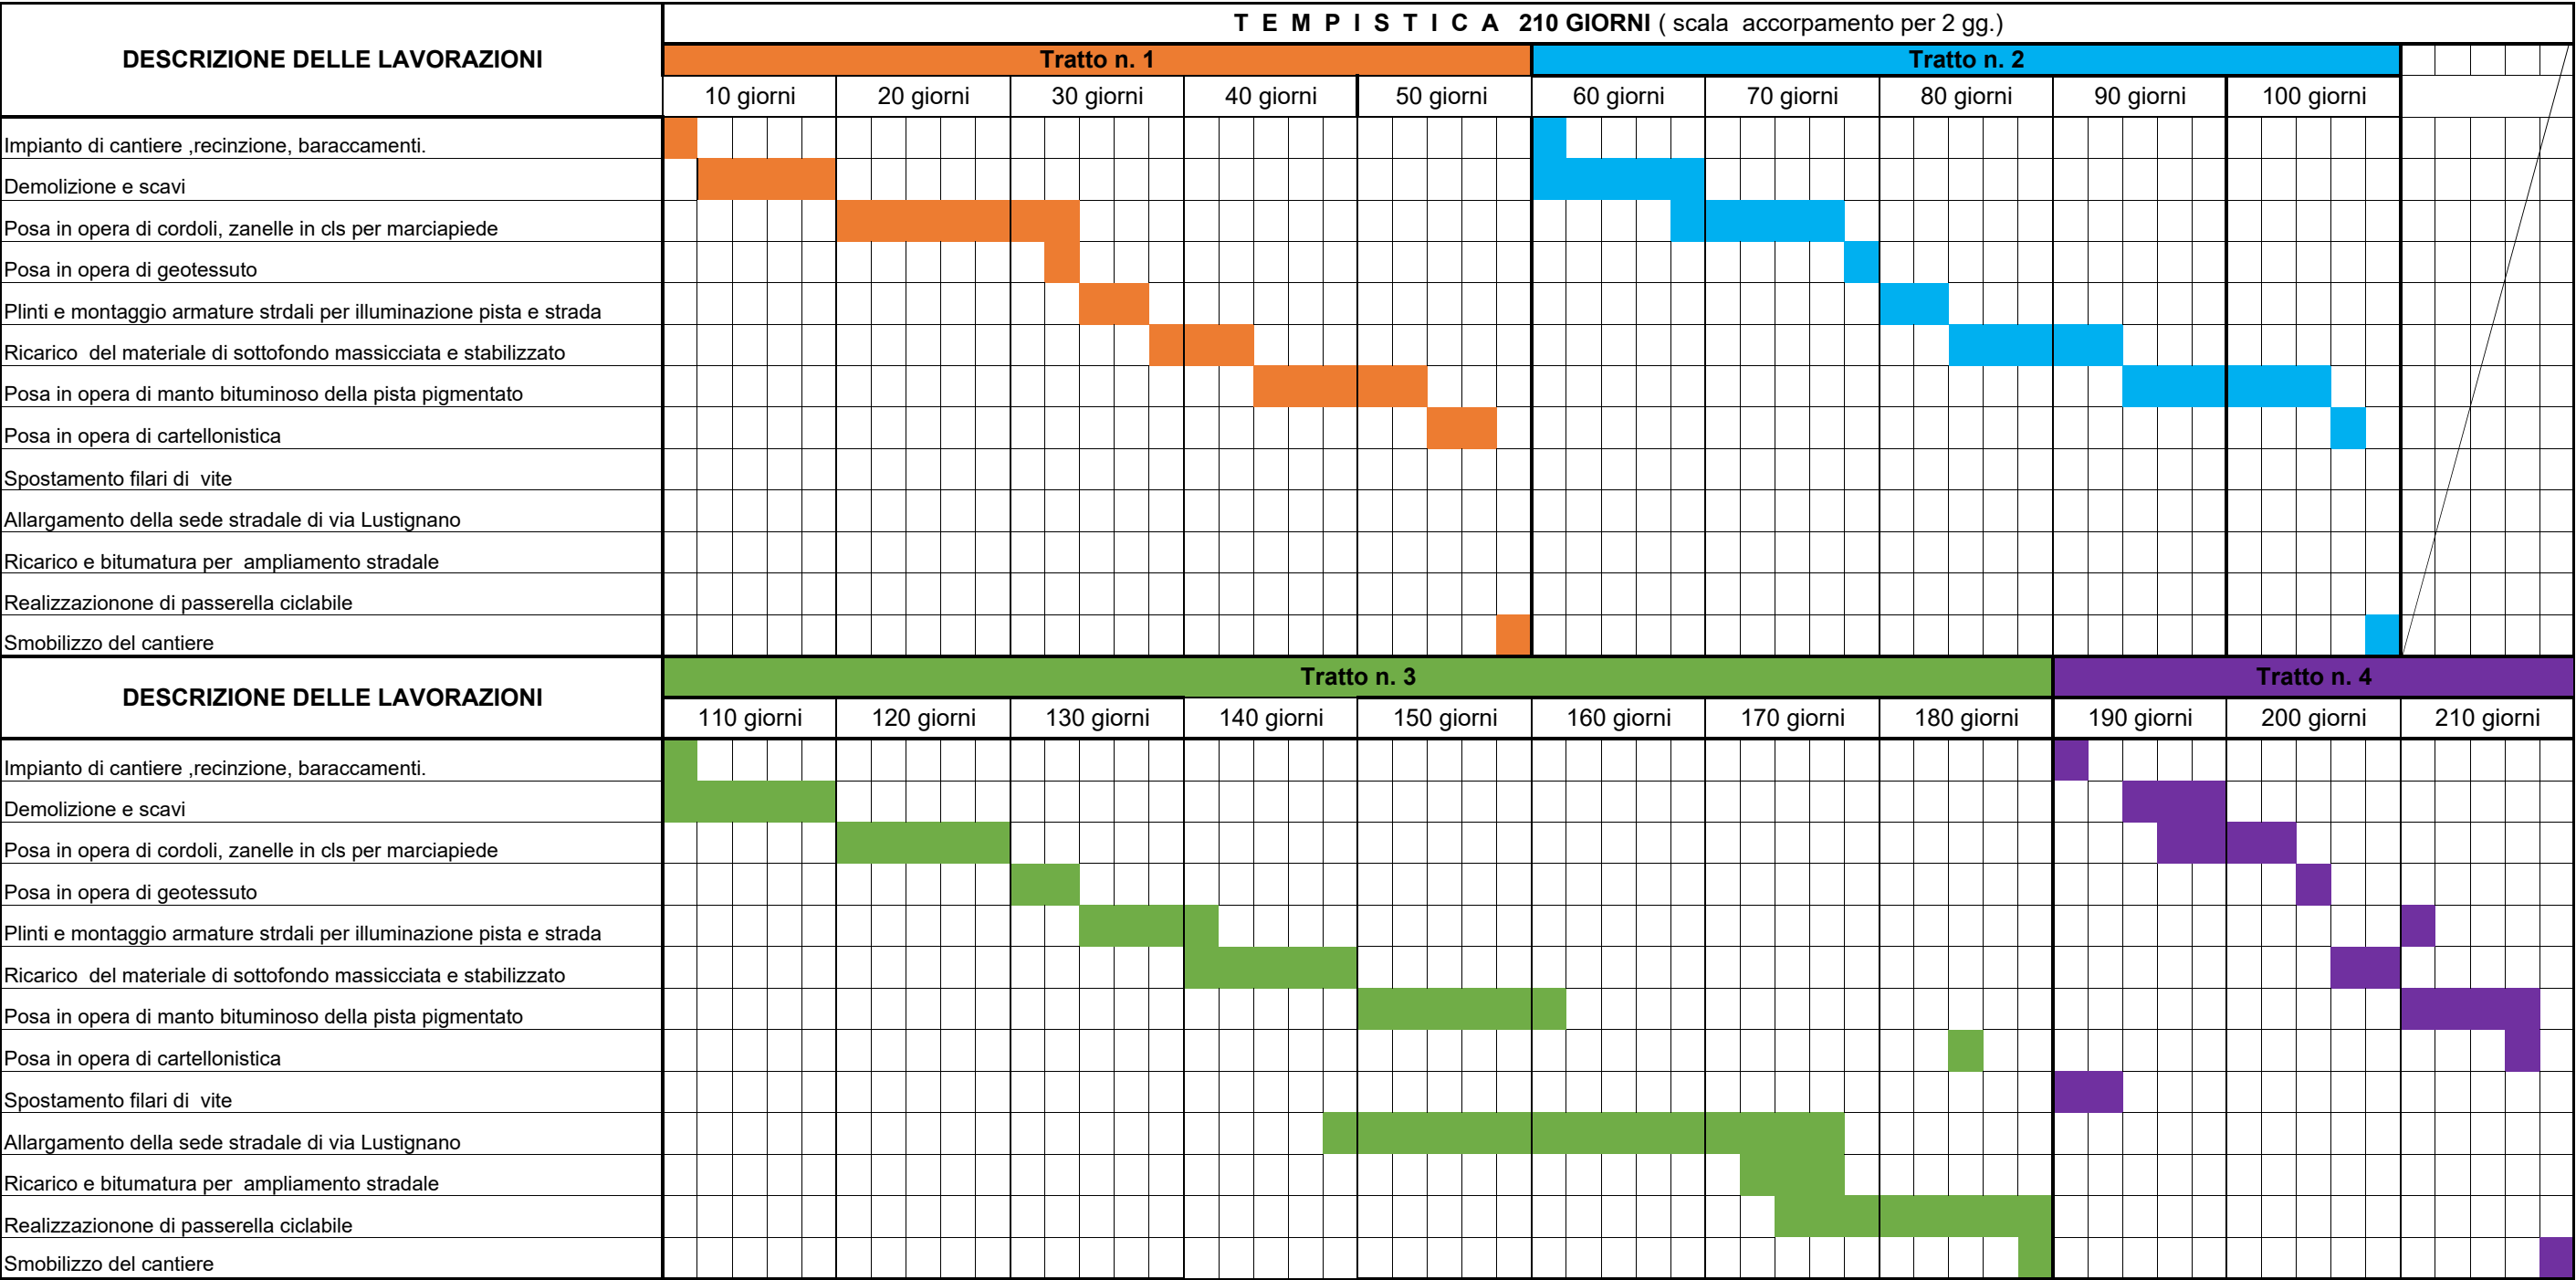 T E M P I S T I C A 210 GIORNI ( scala accorpamento per 2 gg.)
DESCRIZIONE DELLE LAVORAZIONI
Tratto n. 1
Tratto n. 2
10 giorni
20 giorni
30 giorni
40 giorni
50 giorni
60 giorni
70 giorni
80 giorni
90 giorni
100 giorni
Impianto di cantiere ,recinzione, baraccamenti.
Demolizione e scavi
Posa in opera di cordoli, zanelle in cls per marciapiede
Posa in opera di geotessuto
Plinti e montaggio armature strdali per illuminazione pista e strada
Ricarico del materiale di sottofondo massicciata e stabilizzato
Posa in opera di manto bituminoso della pista pigmentato
Posa in opera di cartellonistica
Spostamento filari di vite
Allargamento della sede stradale di via Lustignano
Ricarico e bitumatura per ampliamento stradale
Realizzazionone di passerella ciclabile
Smobilizzo del cantiere
DESCRIZIONE DELLE LAVORAZIONI
Tratto n. 3
Tratto n. 4
110 giorni
120 giorni
130 giorni
140 giorni
150 giorni
160 giorni
170 giorni
180 giorni
190 giorni
200 giorni
210 giorni
Impianto di cantiere ,recinzione, baraccamenti.
Demolizione e scavi
Posa in opera di cordoli, zanelle in cls per marciapiede
Posa in opera di geotessuto
Plinti e montaggio armature strdali per illuminazione pista e strada
Ricarico del materiale di sottofondo massicciata e stabilizzato
Posa in opera di manto bituminoso della pista pigmentato
Posa in opera di cartellonistica
Spostamento filari di vite
Allargamento della sede stradale di via Lustignano
Ricarico e bitumatura per ampliamento stradale
Realizzazionone di passerella ciclabile
Smobilizzo del cantiere